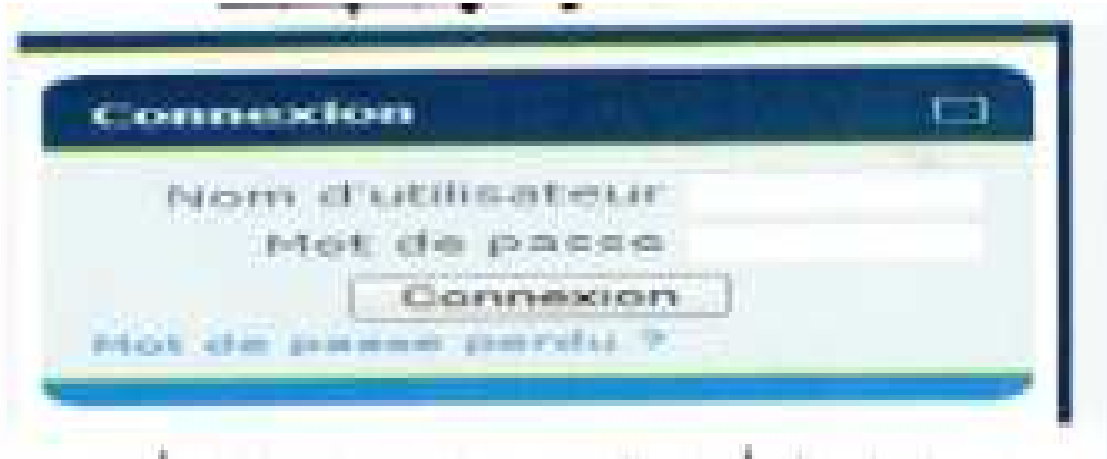 Connexion
Nom d'utilisateur
Mot de passe
Connexion
Mot de passe perdu ?